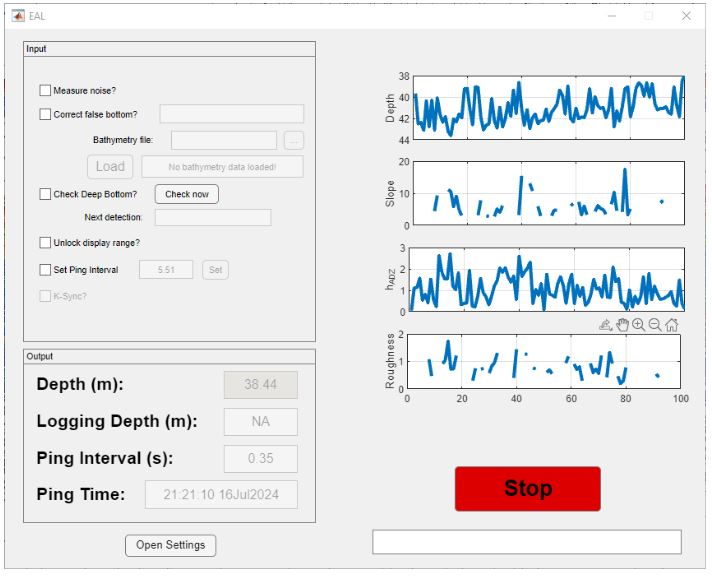 EAL
Input
Measure noise?
Correct false bottom?
Bathymetry file:
...
Load
No bathymetry data loaded!
Check Deep Bottom?
Check now
Next detection:
Unlock display range?
Set Ping Interval
5.51
Set
K-Sync?
Output
Depth (m):
38.44
Logging Depth (m):
NA
Ping Interval (s):
0.35
Ping Time:
21:21:10 16Jul2024
Open Settings
Depth
38
40
42
44
Slope
20
10
0
hADZ
3
2
1
0
Roughness
2
1
0
0 20 40 60 80 100
Stop